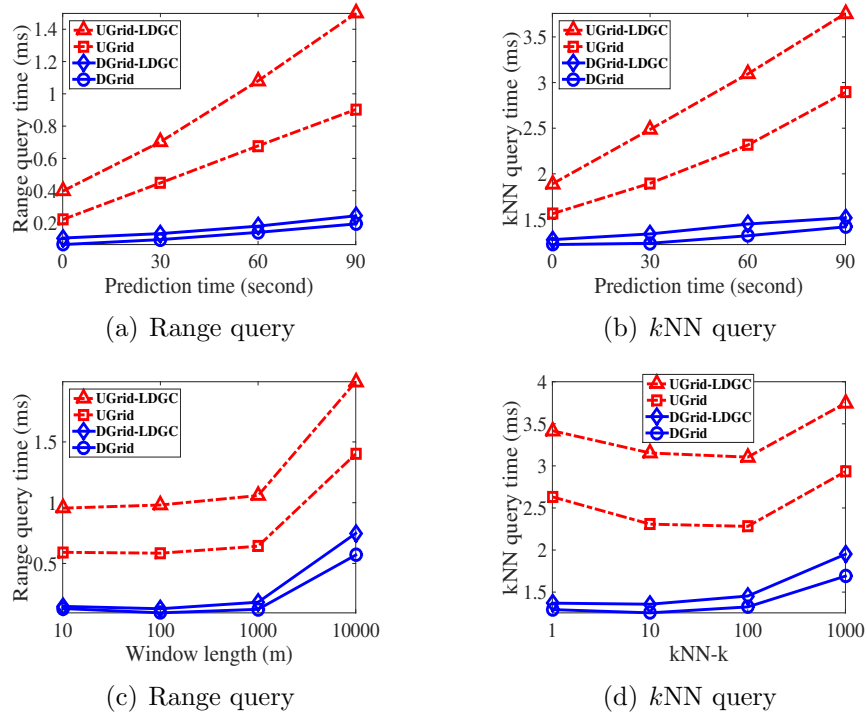 Range query time (ms)
1.4
1.2
1
0.8
0.6
0.4
0.2
UGrid-LDGC
UGrid
DGrid-LDGC
DGrid
0 30 60 90
Prediction time (second)
(a) Range query
kNN query time (ms)
3.5
3
2.5
2
1.5
UGrid-LDGC
UGrid
DGrid-LDGC
DGrid
0 30 60 90
Prediction time (second)
(b) kNN query
Range query time (ms)
1.5
1
0.5
UGrid-LDGC
UGrid
DGrid-LDGC
DGrid
10 100 1000 10000
Window length (m)
(c) Range query
kNN query time (ms)
4
3.5
3
2.5
2
1.5
UGrid-LDGC
UGrid
DGrid-LDGC
DGrid
1 10 100 1000
kNN-k
(d) kNN query